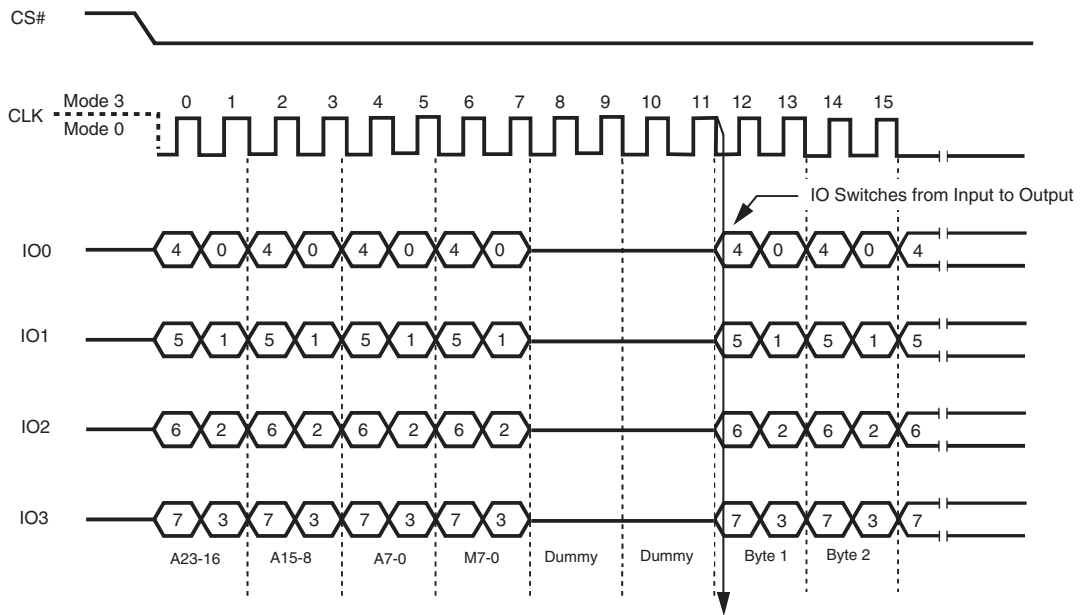 CS#
CLK
Mode 3
Mode 0
0 1 2 3 4 5 6 7 8 9 10 11 12 13 14 15
IO Switches from Input to Output
IO0 4 0 4 0 4 0 4 0 4 0 4 0 4
IO1 5 1 5 1 5 1 5 1 5 1 5 1 5
IO2 6 2 6 2 6 2 6 2 6 2 6 2 6
IO3 7 3 7 3 7 3 7 3 7 3 7 3 7
A23-16 A15-8 A7-0 M7-0 Dummy Dummy Byte 1 Byte 2